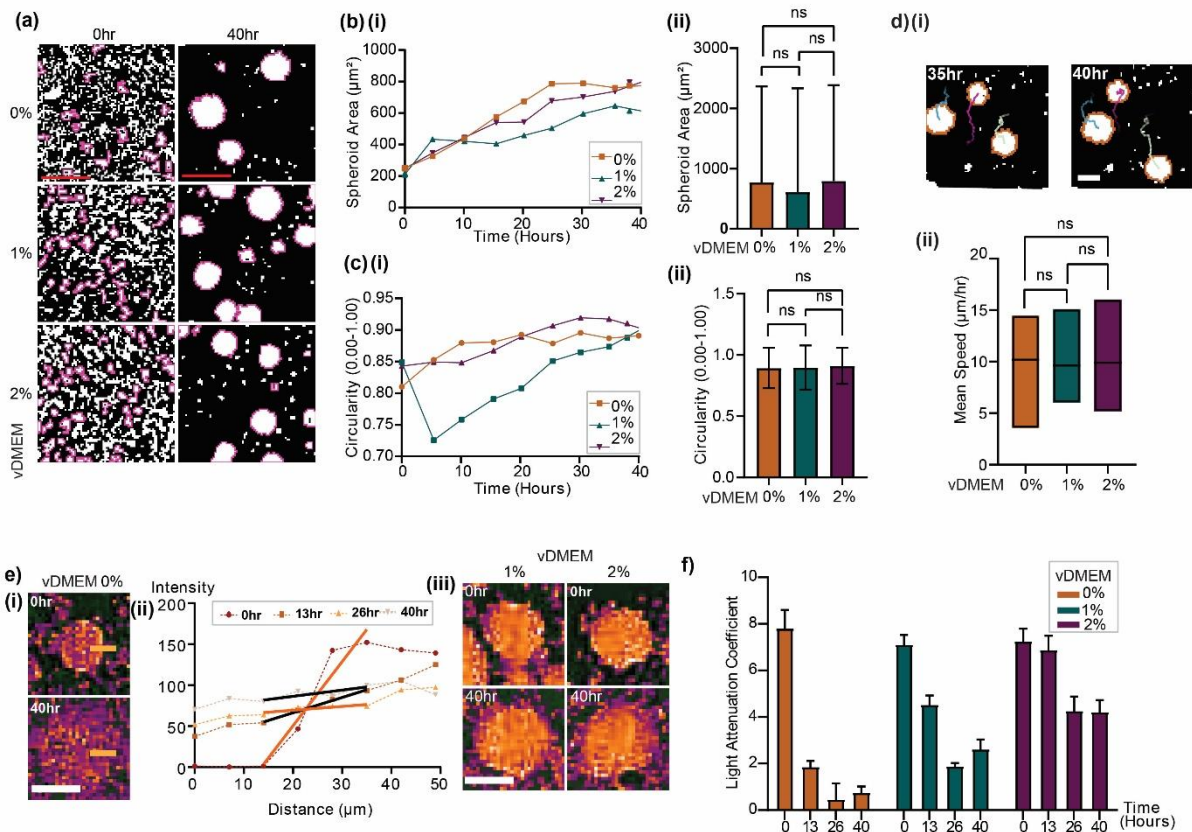 (a)
0hr 40hr
0%
1%
2%
vDMEM
(b) (i)
Spheroid Area (µm²)
1000
800
600
400
200
0
0 10 20 30 40
Time (Hours)
0%
1%
2%
(ii)
Spheroid Area (µm²)
3000
2000
1000
0
ns
ns ns
vDMEM 0% 1% 2%
(c) (i)
Circularity (0.00-1.00)
0.95
0.90
0.85
0.80
0.75
0.70
0 10 20 30 40
Time (Hours)
0%
1%
2%
(ii)
Circularity (0.00-1.00)
1.5
1.0
0.5
0.0
ns
ns ns
vDMEM 0% 1% 2%
d) (i)
35hr 40hr
(ii)
Mean Speed (µm/hr)
20
15
10
5
0
ns
ns ns
vDMEM 0% 1% 2%
e)
vDMEM 0%
(i)
0hr
40hr
(ii)
Intensity
200
150
100
50
0
0hr 13hr 26hr 40hr
0 10 20 30 40 50
Distance (µm)
(iii)
vDMEM
1% 2%
0hr 0hr
40hr 40hr
f)
Light Attenuation Coefficient
10
8
6
4
2
0
vDMEM
0%
1%
2%
0 13 26 40 0 13 26 40 0 13 26 40
Time
(Hours)